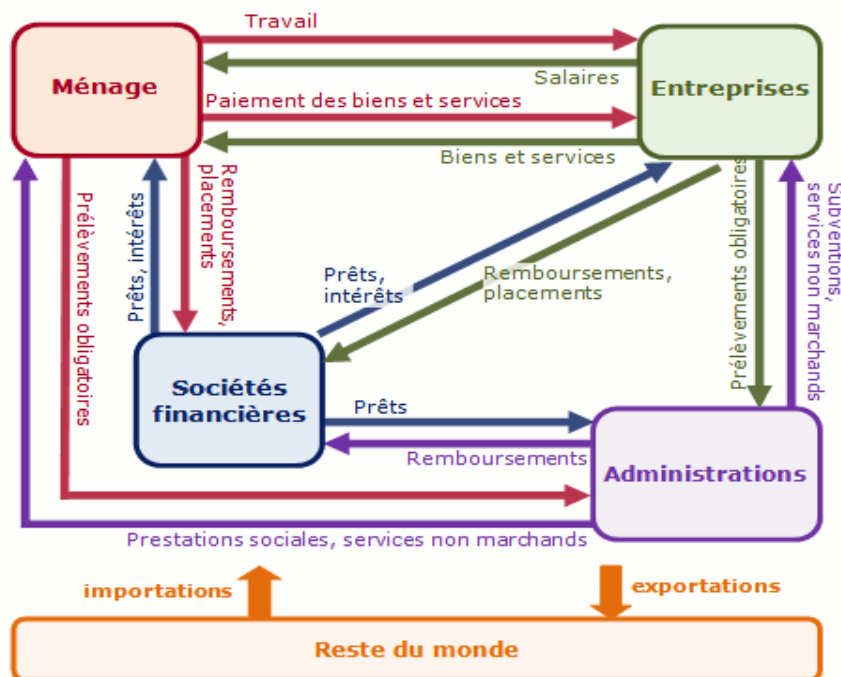 Travail
Ménage
Salaires
Entreprises
Paiement des biens et services
Biens et services
Prélèvements obligatoires
Prêts, intérêts
Remboursements,
placements
Prêts,
intérêts
Remboursements,
placements
Prélèvements obligatoires
Subventions,
services non marchands
Sociétés
financières
Prêts
Remboursements
Administrations
Prestations sociales, services non marchands
importations
exportations
Reste du monde